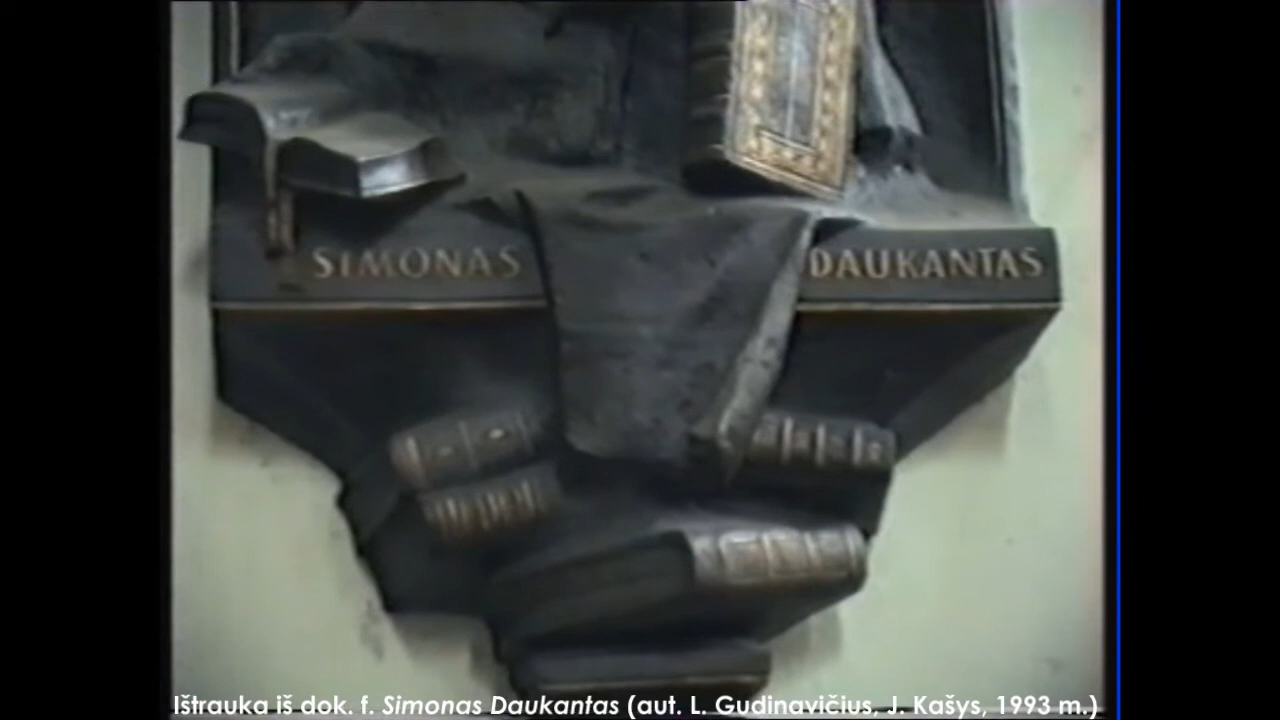 SIMONAS DAUKANTAS
Ištrauka iš dok. f. Simonas Daukantas (aut. L. Gudinavičius, J. Kašys, 1993 m.)